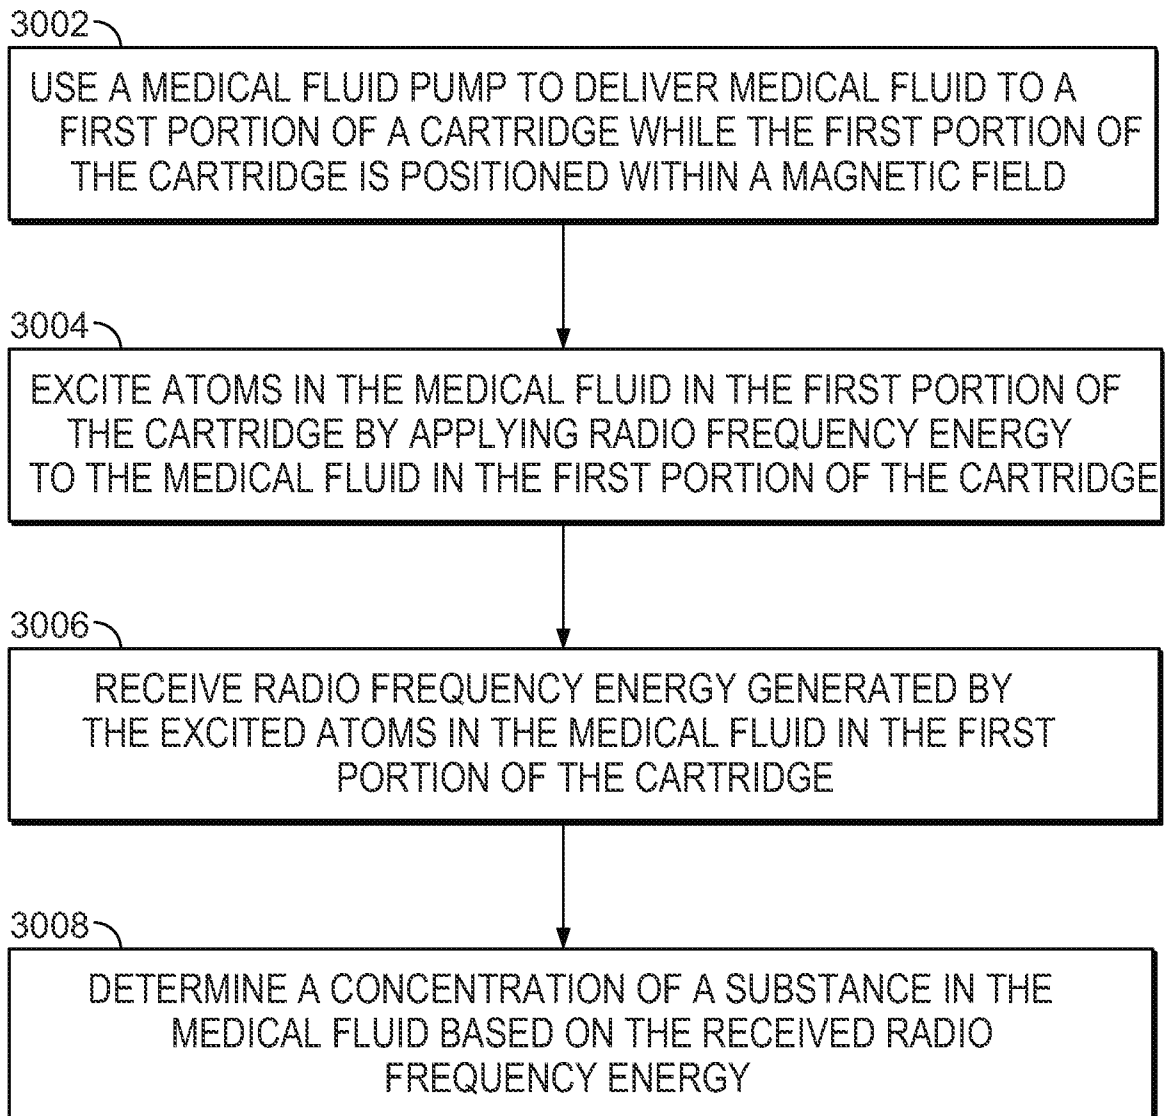 3002
USE A MEDICAL FLUID PUMP TO DELIVER MEDICAL FLUID TO A
FIRST PORTION OF A CARTRIDGE WHILE THE FIRST PORTION OF
THE CARTRIDGE IS POSITIONED WITHIN A MAGNETIC FIELD
3004
EXCITE ATOMS IN THE MEDICAL FLUID IN THE FIRST PORTION OF
THE CARTRIDGE BY APPLYING RADIO FREQUENCY ENERGY
TO THE MEDICAL FLUID IN THE FIRST PORTION OF THE CARTRIDGE
3006
RECEIVE RADIO FREQUENCY ENERGY GENERATED BY
THE EXCITED ATOMS IN THE MEDICAL FLUID IN THE FIRST
PORTION OF THE CARTRIDGE
3008
DETERMINE A CONCENTRATION OF A SUBSTANCE IN THE
MEDICAL FLUID BASED ON THE RECEIVED RADIO
FREQUENCY ENERGY